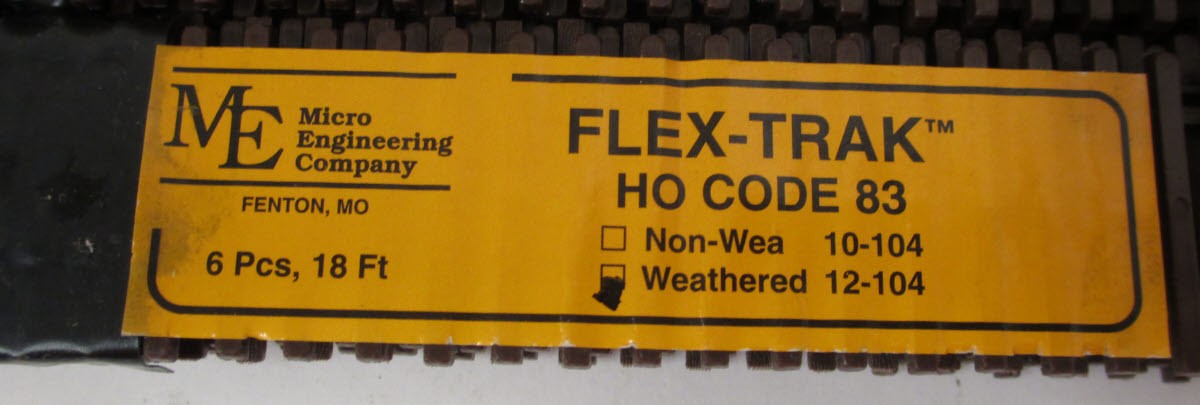 ME
Micro
Engineering
Company
FENTON, MO
6 Pcs, 18 Ft
FLEX-TRAK™
HO CODE 83
Non-Wea 10-104
Weathered 12-104